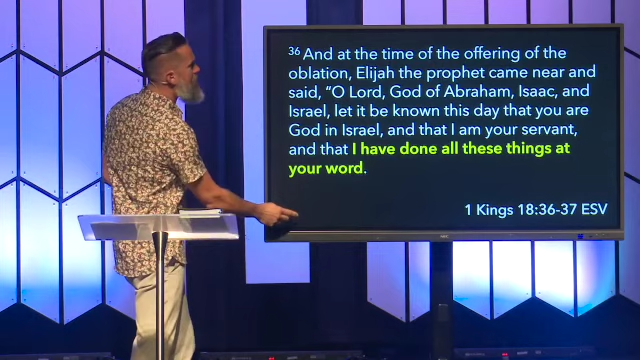 36 And at the time of the offering of the
oblation, Elijah the prophet came near and
said, “O Lord, God of Abraham, Isaac, and
Israel, let it be known this day that you are
God in Israel, and that I am your servant,
and that I have done all these things at
your word.
1 Kings 18:36-37 ESV
NEC